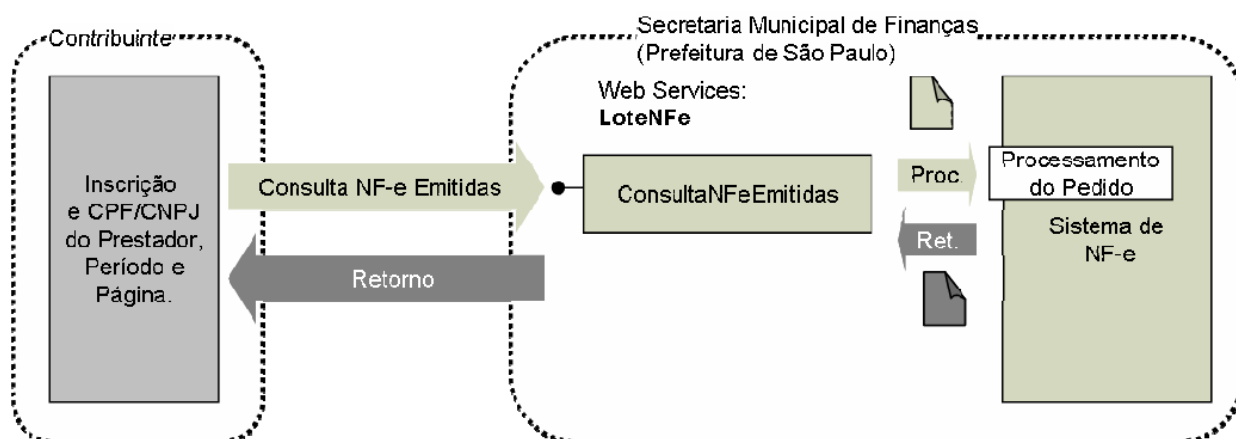 Contribuinte
Secretaria Municipal de Finanças
(Prefeitura de São Paulo)
Web Services:
LoteNFe
Inscrição
e CPF/CNPJ
do Prestador,
Período e
Página.
Consulta NF-e Emitidas
Retorno
ConsultaNFeEmitidas
Proc.
Ret.
Processamento
do Pedido
Sistema de
NF-e